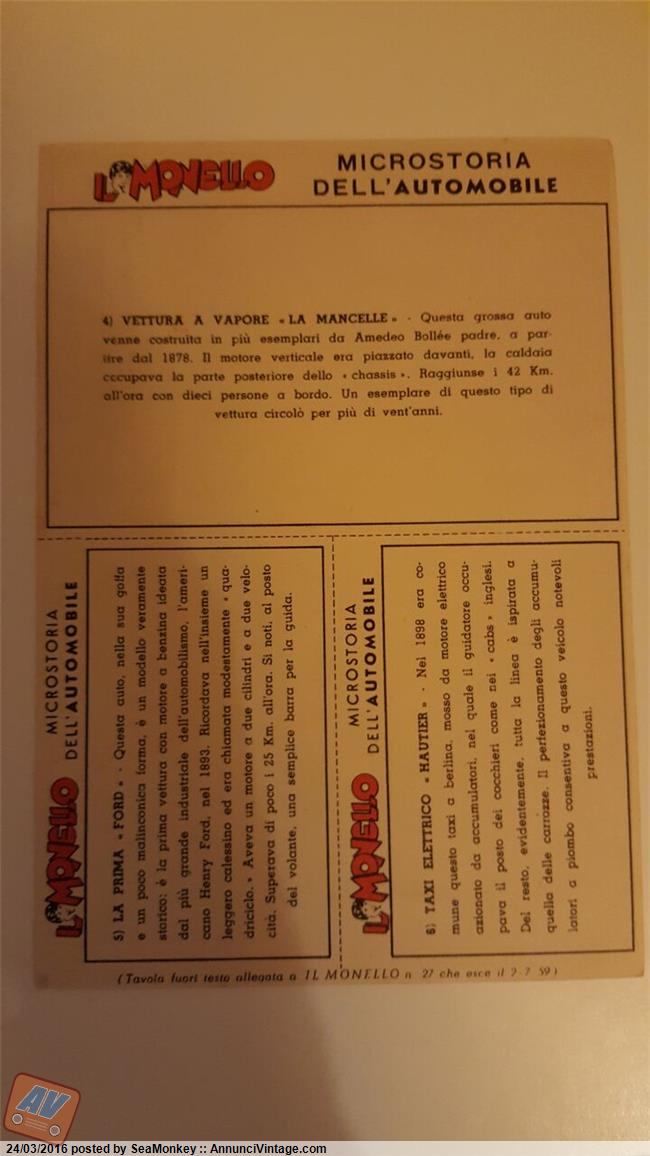 IL MONELLO
MICROSTORIA
DELL'AUTOMOBILE
4) VETTURA A VAPORE « LA MANCELLE » - Questa grossa auto
venne costruita in più esemplari da Amedeo Bollée padre, a par-
tire dal 1878. Il motore verticale era piazzato davanti, la caldaia
occupava la parte posteriore dello « chassis ». Raggiunse i 42 Km.
all'ora con dieci persone a bordo. Un esemplare di questo tipo di
vettura circolò per più di vent'anni.
IL MONELLO
MICROSTORIA
DELL'AUTOMOBILE
5) LA PRIMA « FORD » - Questa auto, nella sua goffa
e un poco malinconica forma, è un modello veramente
storico: è la prima vettura con motore a benzina ideata
dal più grande industriale dell'automobilismo, l'ameri-
cano Henry Ford, nel 1893. Ricordava nell'insieme un
leggero calessino ed era chiamata modestamente « qua-
driciclo. » Aveva un motore a due cilindri e a due velo-
cità. Superava di poco i 25 Km. all'ora. Si noti, al posto
del volante, una semplice barra per la guida.
IL MONELLO
MICROSTORIA
DELL'AUTOMOBILE
6) TAXI ELETTRICO « HAUTIER » - Nel 1898 era co-
mune questo taxi a berlina, mosso da motore elettrico
azionato da accumulatori, nel quale il guidatore occu-
pava il posto dei cocchieri come nei « cabs » inglesi.
Del resto, evidentemente, tutta la linea è ispirata a
quella delle carrozze. Il perfezionamento degli accumu-
latori a piombo consentiva a questo veicolo notevoli
prestazioni.
(Tavola fuori testo allegata a IL MONELLO n. 27 che esce il 2-7-59)
AV
24/03/2016 posted by SeaMonkey :: AnnunciVintage.com